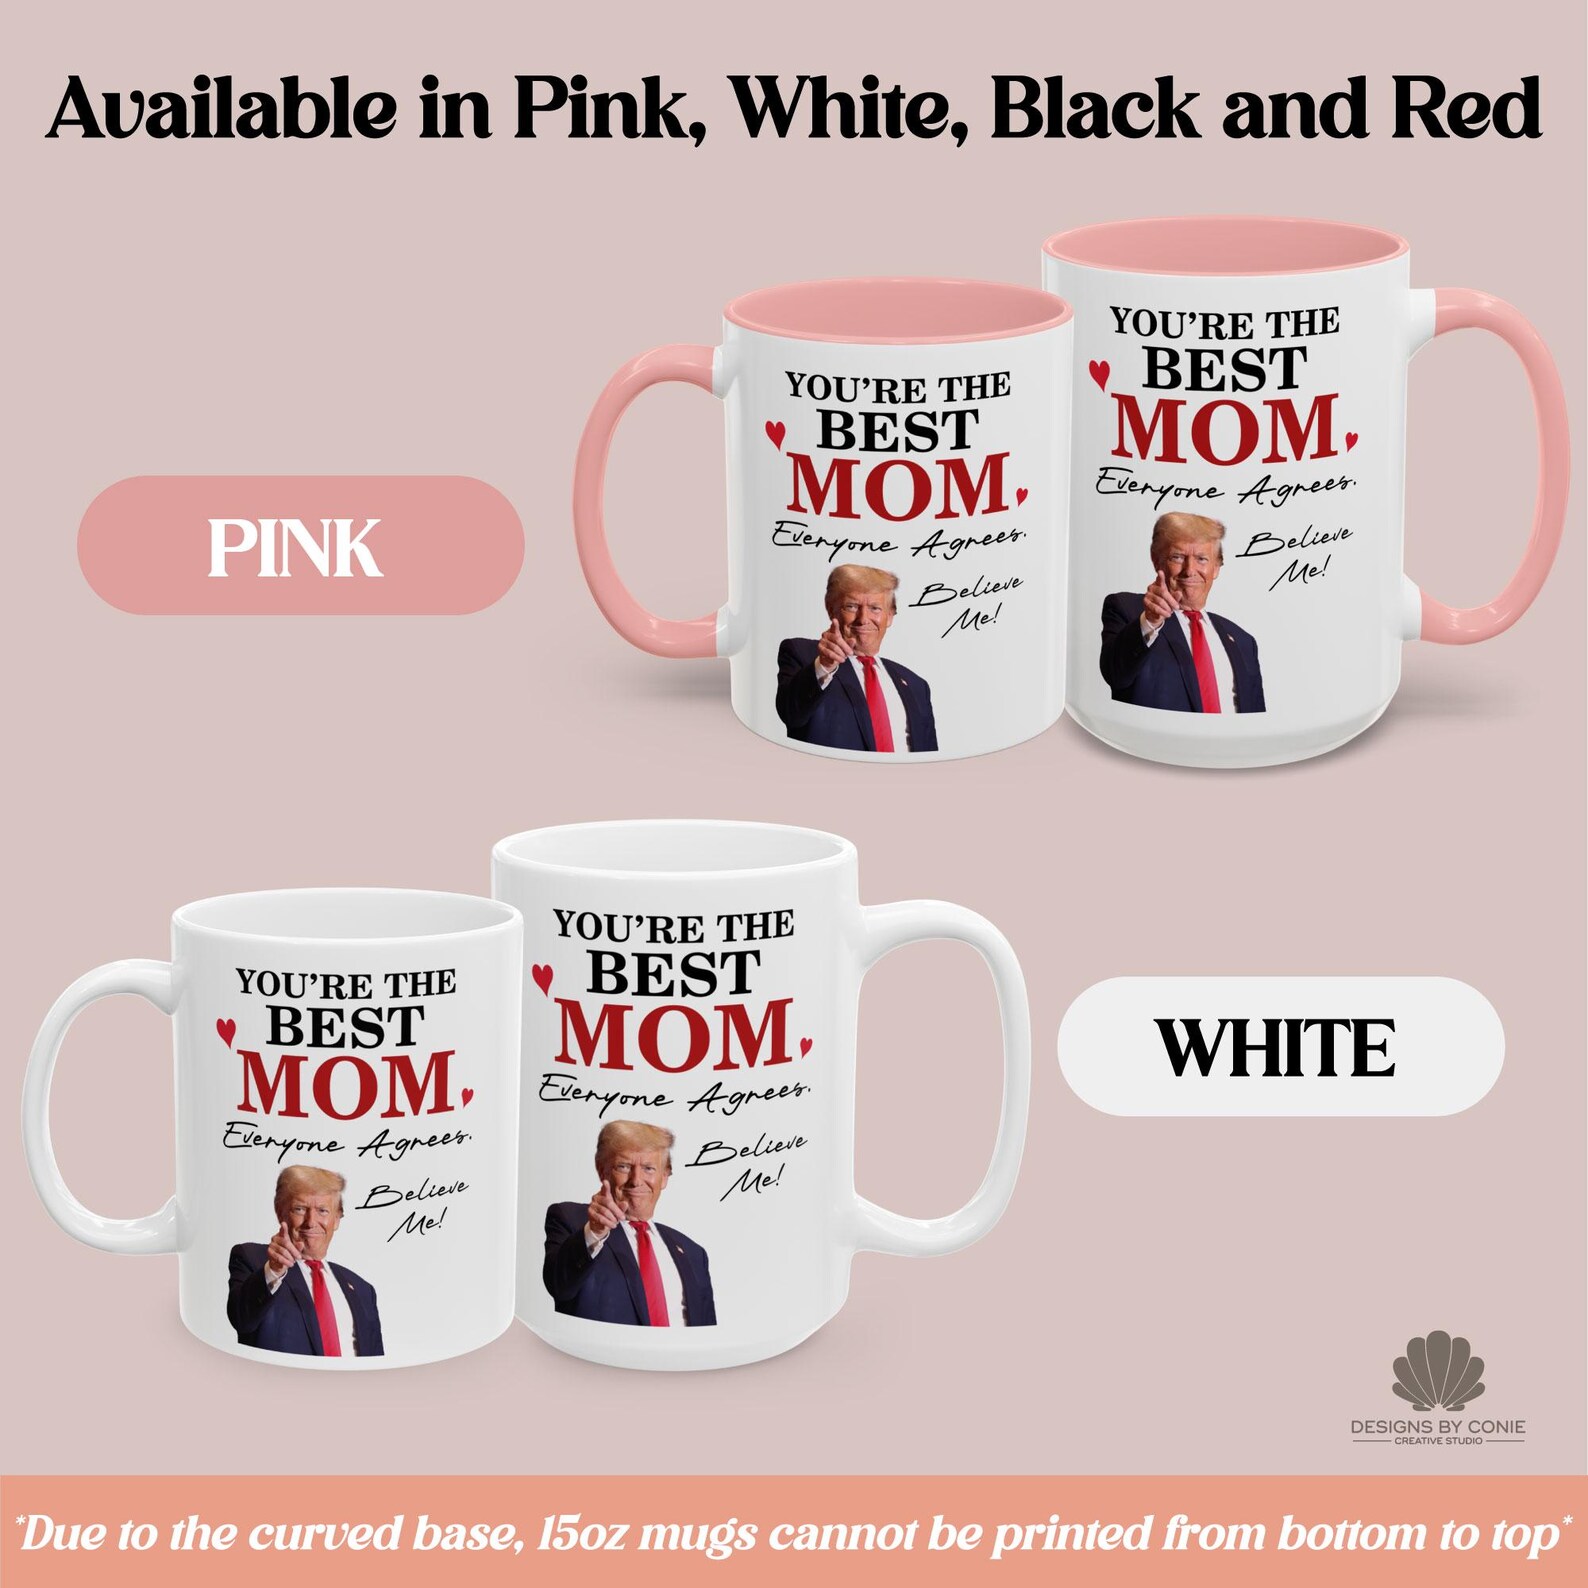 Available in Pink, White, Black and Red
PINK
YOU'RE THE
BEST
MOM
Everyone Agrees.
Believe
Me!
YOU'RE THE
BEST
MOM
Everyone Agrees.
Believe
Me!
YOU'RE THE
BEST
MOM
Everyone Agrees.
Believe
Me!
YOU'RE THE
BEST
MOM
Everyone Agrees.
Believe
Me!
WHITE
DESIGNS BY CONIE
CREATIVE STUDIO
*Due to the curved base, 15oz mugs cannot be printed from bottom to top*